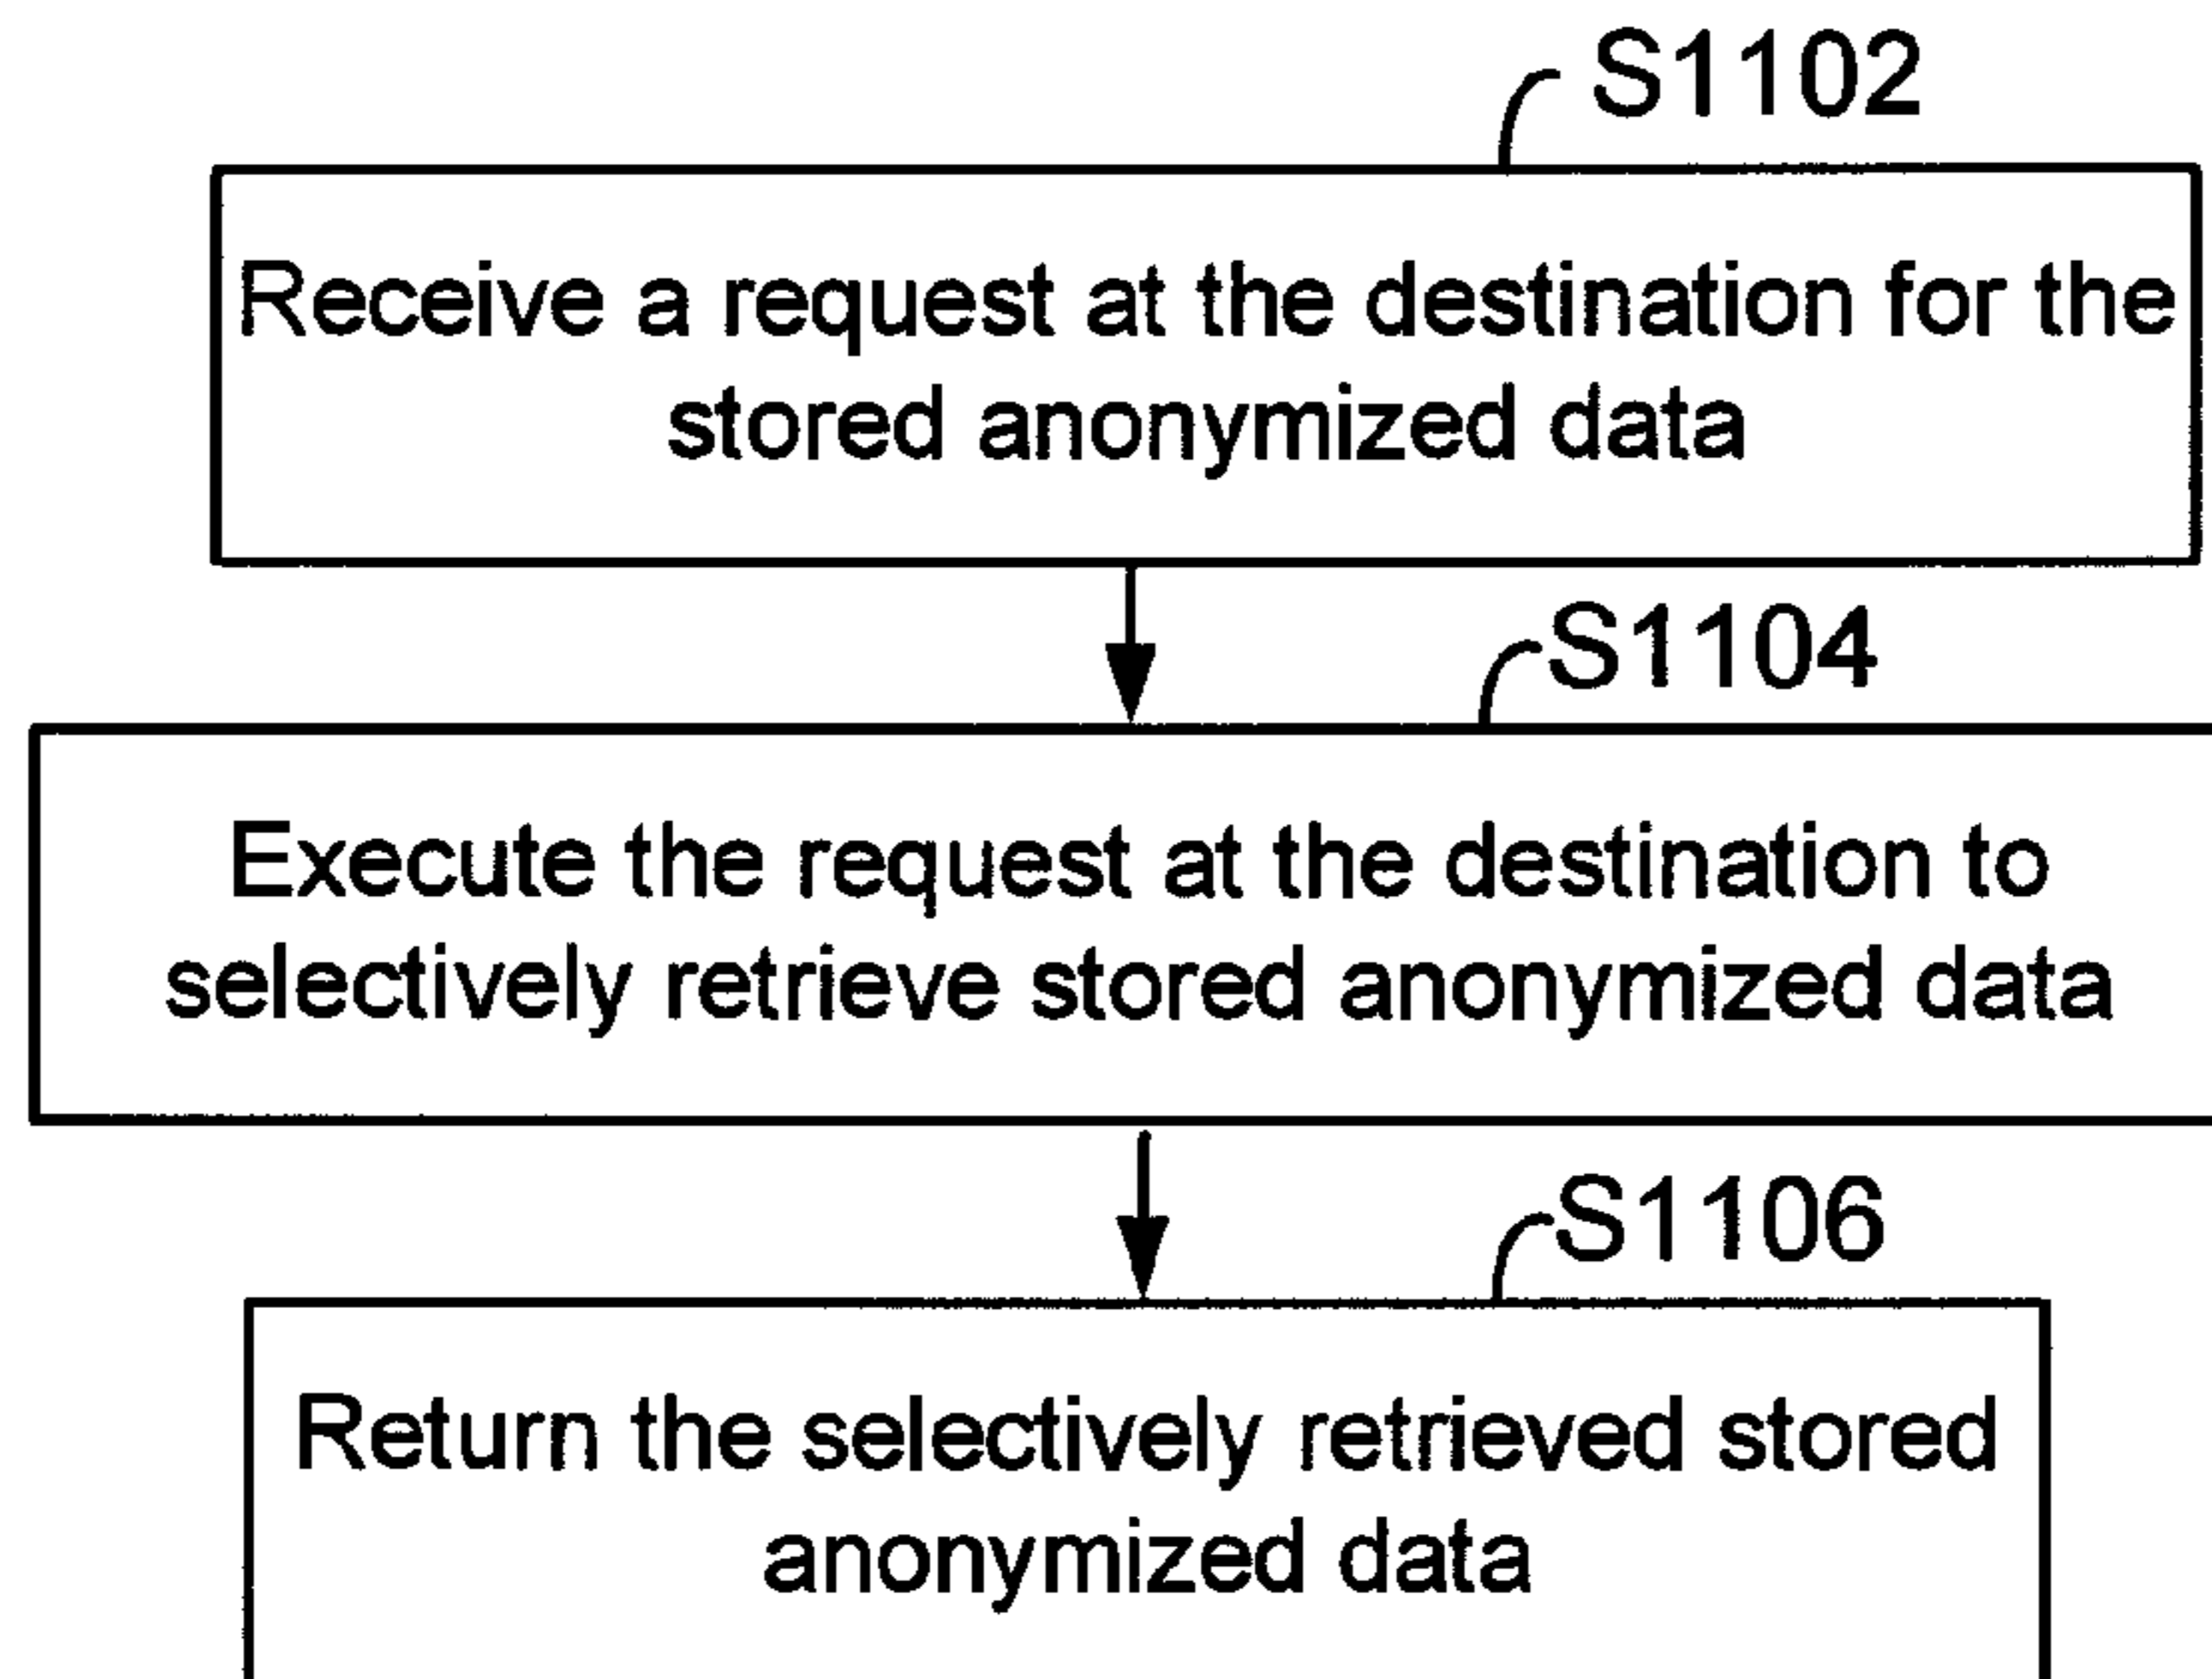 S1102
Receive a request at the destination for the
stored anonymized data
S1104
Execute the request at the destination to
selectively retrieve stored anonymized data
S1106
Return the selectively retrieved stored
anonymized data